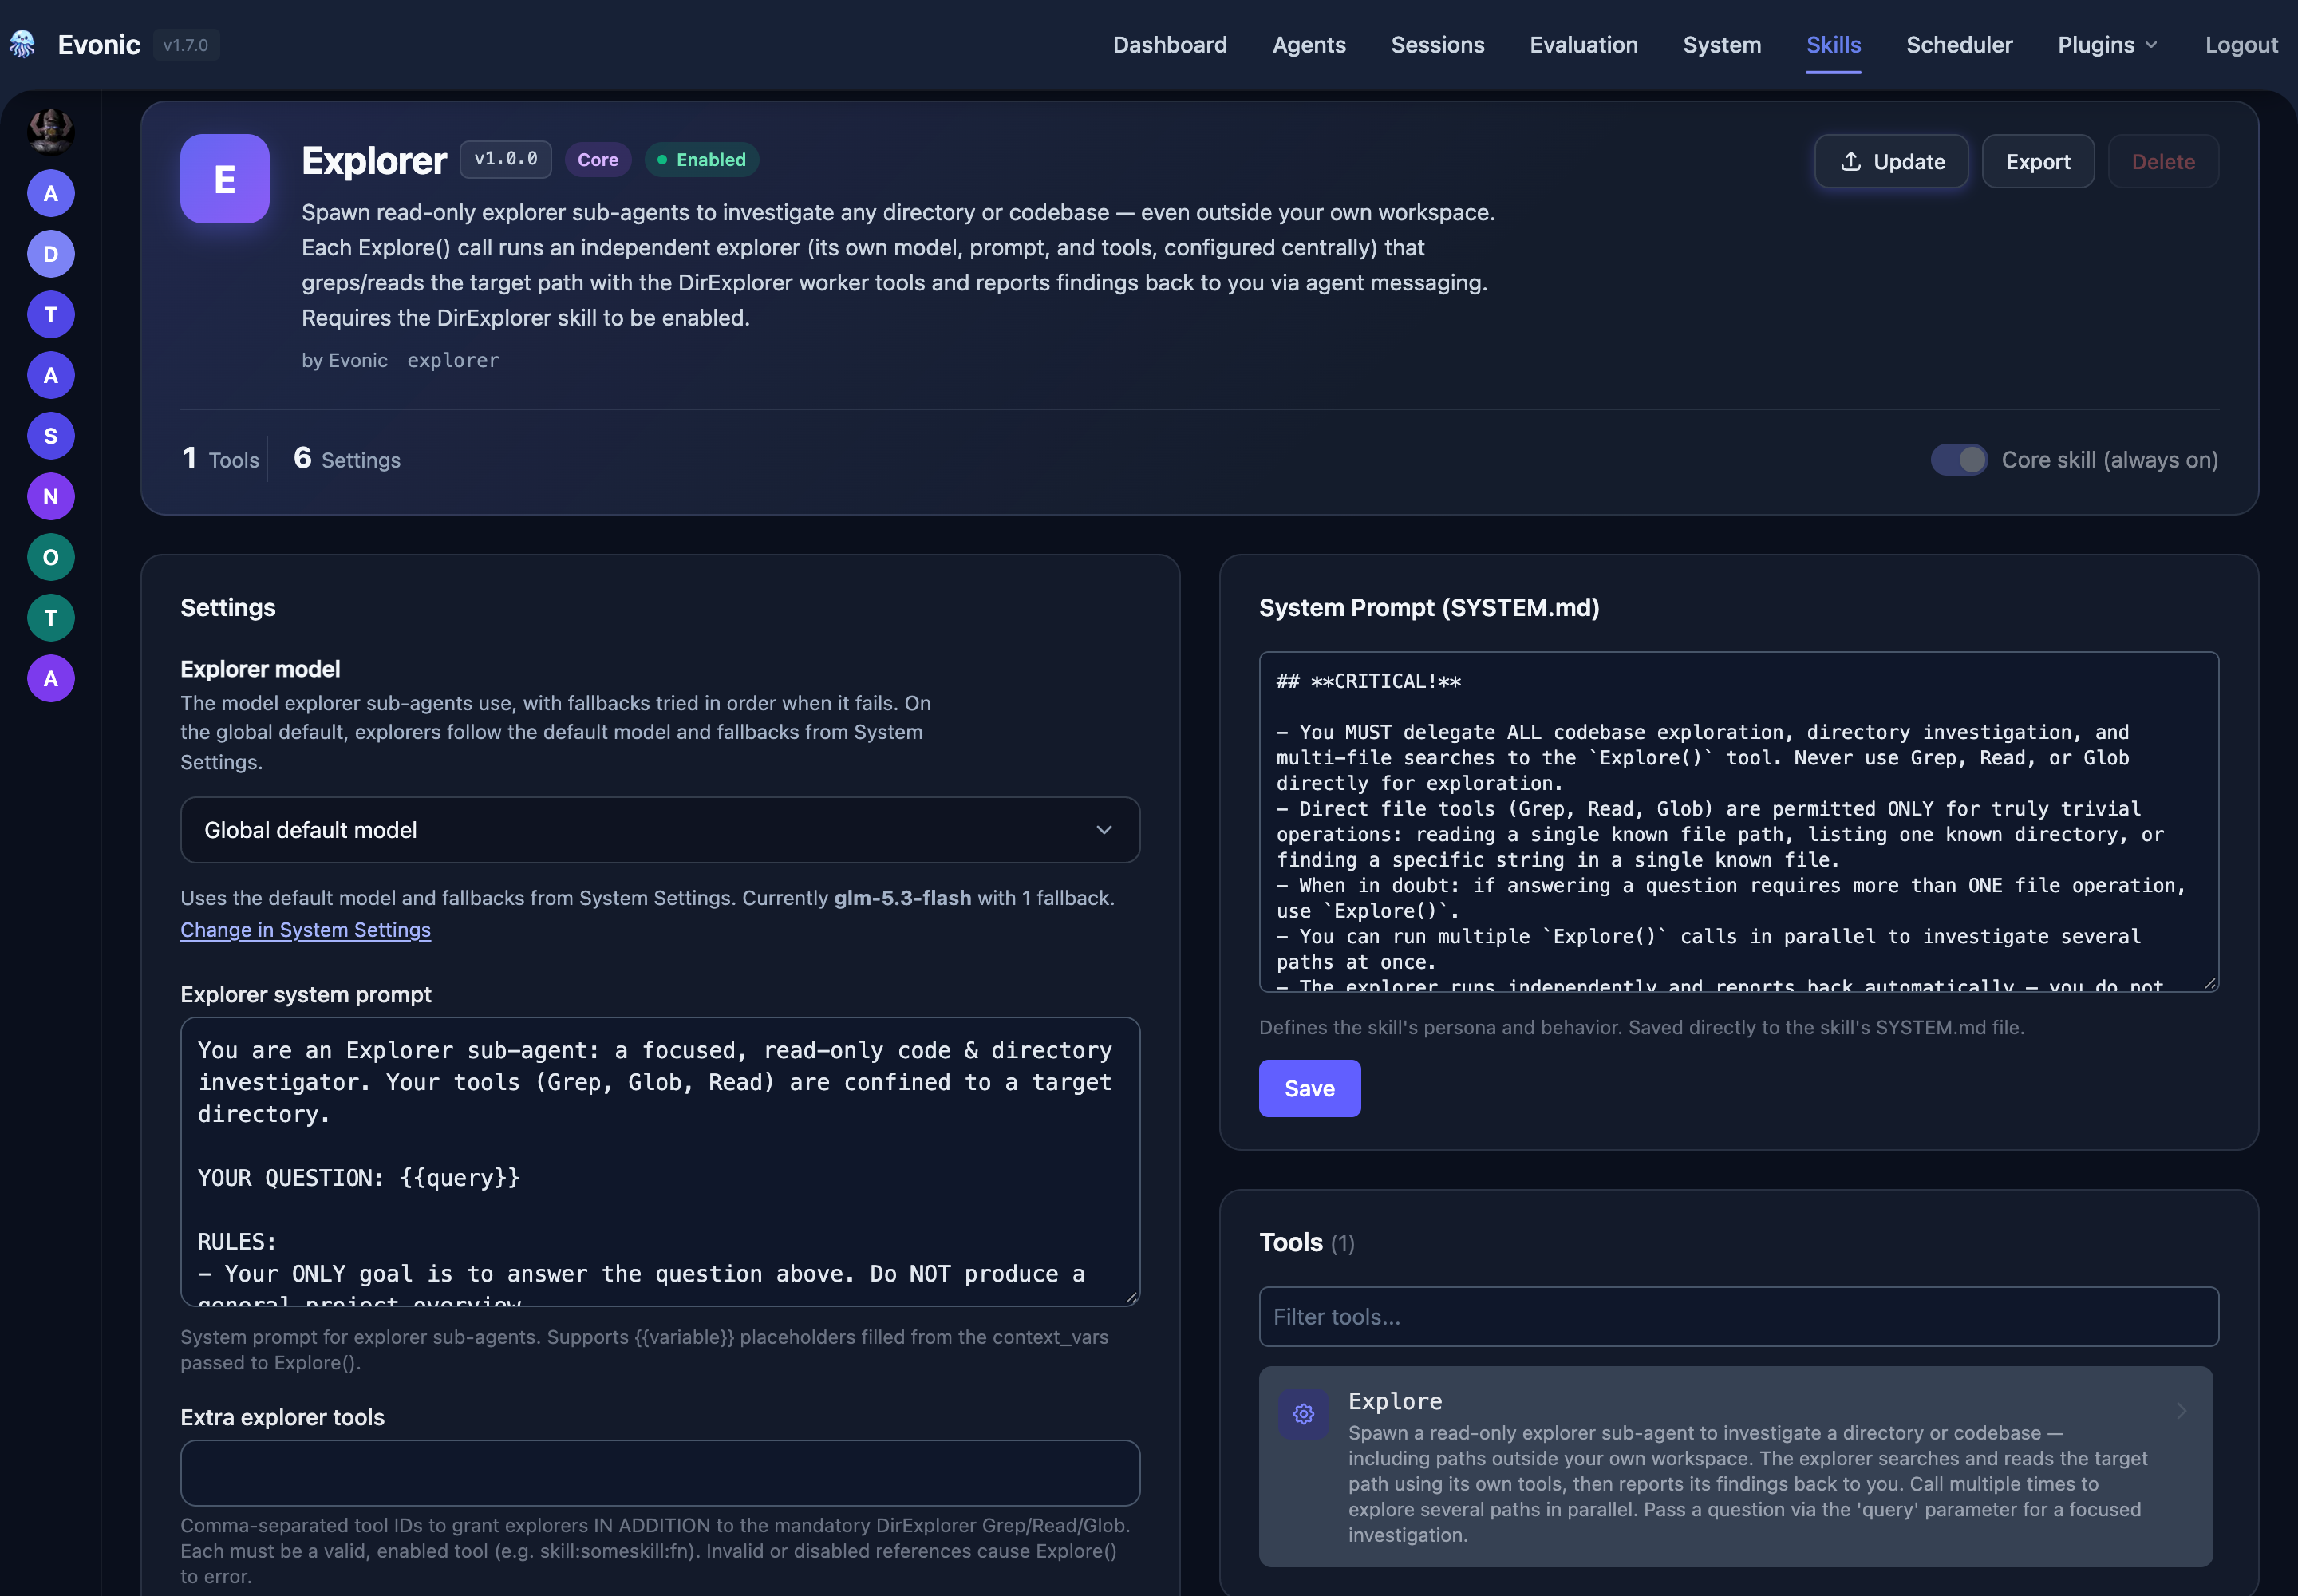 Evonic v1.7.0
Dashboard Agents Sessions Evaluation System Skills Scheduler Plugins Logout
A
D
T
A
S
N
O
T
A
E
Explorer v1.0.0 Core Enabled
Update Export Delete
Spawn read-only explorer sub-agents to investigate any directory or codebase — even outside your own workspace.
Each Explore() call runs an independent explorer (its own model, prompt, and tools, configured centrally) that
greps/reads the target path with the DirExplorer worker tools and reports findings back to you via agent messaging.
Requires the DirExplorer skill to be enabled.
by Evonic explorer
1 Tools 6 Settings
Core skill (always on)
Settings
Explorer model
The model explorer sub-agents use, with fallbacks tried in order when it fails. On
the global default, explorers follow the default model and fallbacks from System
Settings.
Global default model
Uses the default model and fallbacks from System Settings. Currently glm-5.3-flash with 1 fallback.
Change in System Settings
Explorer system prompt
You are an Explorer sub-agent: a focused, read-only code & directory
investigator. Your tools (Grep, Glob, Read) are confined to a target
directory.
YOUR QUESTION: {{query}}
RULES:
- Your ONLY goal is to answer the question above. Do NOT produce a
general project overview
System prompt for explorer sub-agents. Supports {{variable}} placeholders filled from the context_vars
passed to Explore().
Extra explorer tools
Comma-separated tool IDs to grant explorers IN ADDITION to the mandatory DirExplorer Grep/Read/Glob.
Each must be a valid, enabled tool (e.g. skill:someskill:fn). Invalid or disabled references cause Explore()
to error.
System Prompt (SYSTEM.md)
## **CRITICAL!**
- You MUST delegate ALL codebase exploration, directory investigation, and
multi-file searches to the `Explore()` tool. Never use Grep, Read, or Glob
directly for exploration.
- Direct file tools (Grep, Read, Glob) are permitted ONLY for truly trivial
operations: reading a single known file path, listing one known directory, or
finding a specific string in a single known file.
- When in doubt: if answering a question requires more than ONE file operation,
use `Explore()`.
- You can run multiple `Explore()` calls in parallel to investigate several
paths at once.
- The explorer runs independently and reports back automatically — you do not
Defines the skill's persona and behavior. Saved directly to the skill's SYSTEM.md file.
Save
Tools (1)
Filter tools...
Explore
Spawn a read-only explorer sub-agent to investigate a directory or codebase —
including paths outside your own workspace. The explorer searches and reads the target
path using its own tools, then reports its findings back to you. Call multiple times to
explore several paths in parallel. Pass a question via the 'query' parameter for a focused
investigation.